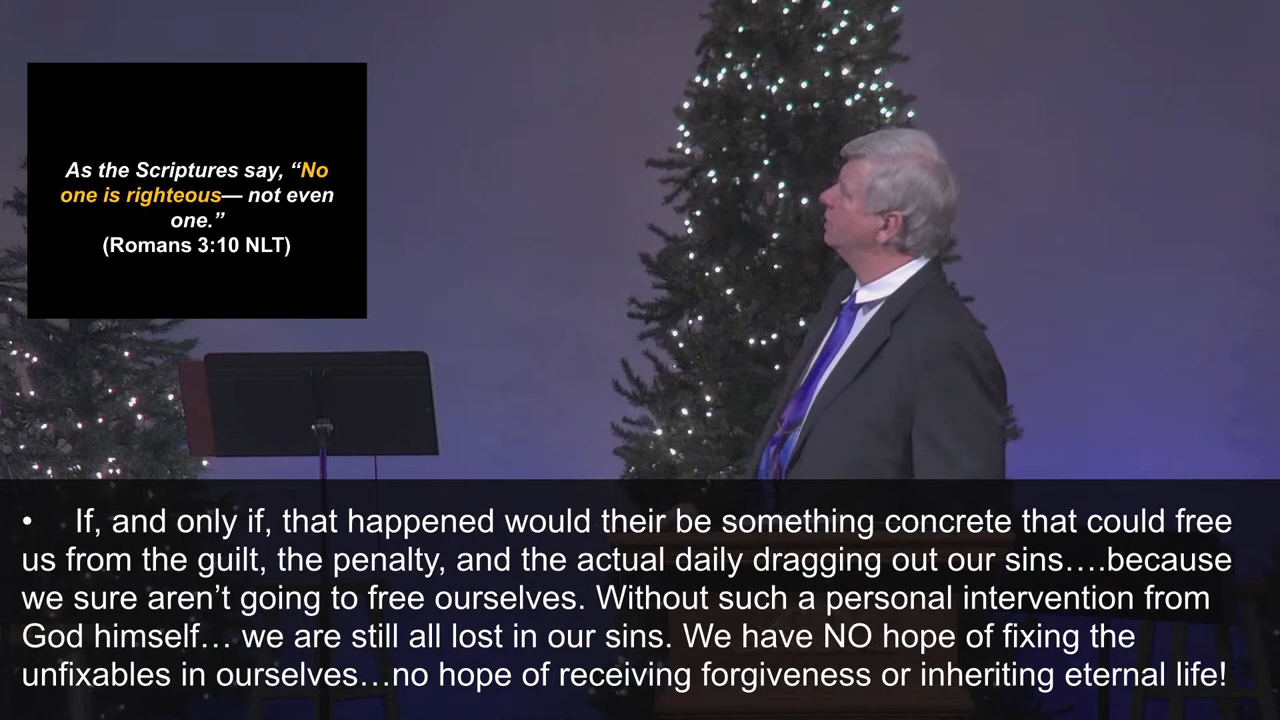 As the Scriptures say, “No
one is righteous— not even
one.”
(Romans 3:10 NLT)
• If, and only if, that happened would their be something concrete that could free
us from the guilt, the penalty, and the actual daily dragging out our sins….because
we sure aren’t going to free ourselves. Without such a personal intervention from
God himself… we are still all lost in our sins. We have NO hope of fixing the
unfixables in ourselves…no hope of receiving forgiveness or inheriting eternal life!